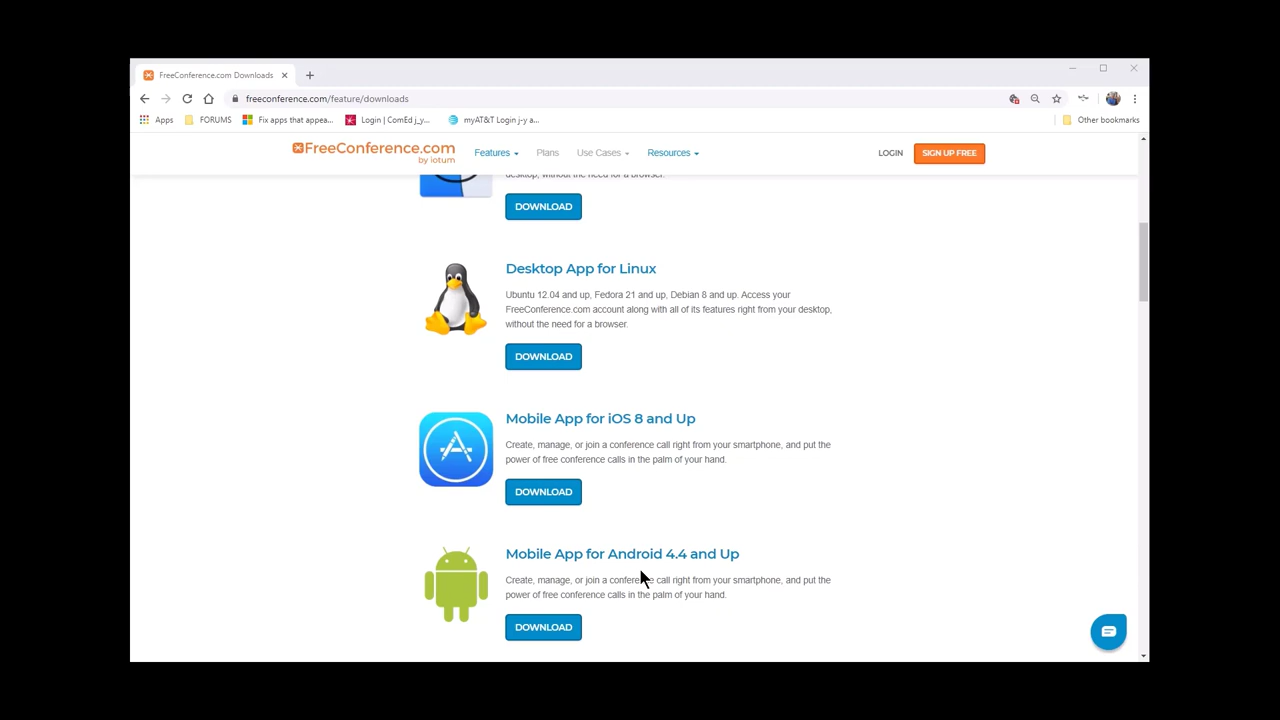 FreeConference.com Downloads
freeconference.com/feature/downloads
Apps FORUMS Fix apps that appea... Login | ComEd j_y... myAT&T Login j-y a... Other bookmarks
FreeConference.com
by iotum
Features Plans Use Cases Resources LOGIN SIGN UP FREE
desktop, without the need for a browser.
DOWNLOAD
Desktop App for Linux
Ubuntu 12.04 and up, Fedora 21 and up, Debian 8 and up. Access your
FreeConference.com account along with all of its features right from your desktop,
without the need for a browser.
DOWNLOAD
Mobile App for iOS 8 and Up
Create, manage, or join a conference call right from your smartphone, and put the
power of free conference calls in the palm of your hand.
DOWNLOAD
Mobile App for Android 4.4 and Up
Create, manage, or join a conference call right from your smartphone, and put the
power of free conference calls in the palm of your hand.
DOWNLOAD